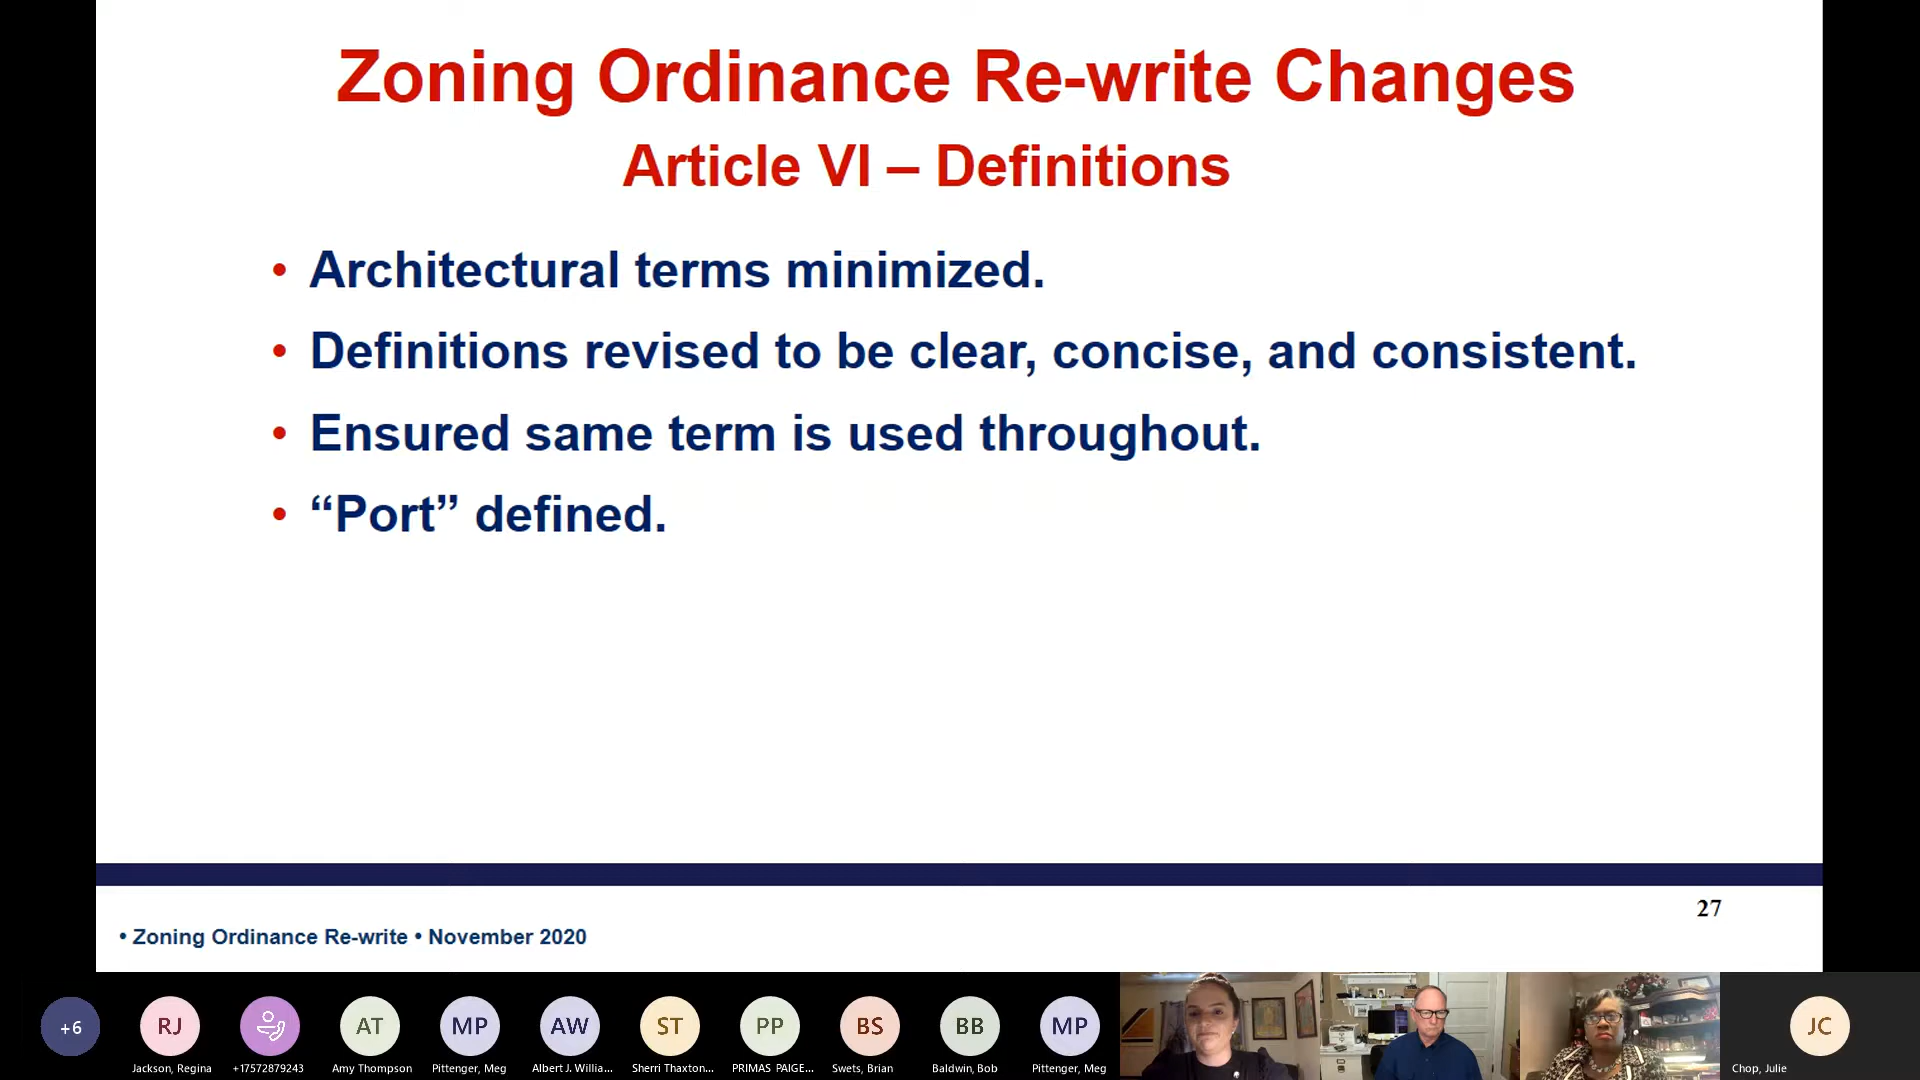 Zoning Ordinance Re-write Changes
Article VI – Definitions
• Architectural terms minimized.
• Definitions revised to be clear, concise, and consistent.
• Ensured same term is used throughout.
• “Port” defined.
27
• Zoning Ordinance Re-write • November 2020
+6
RJ
AT
MP
AW
ST
PP
BS
BB
MP
JC
Jackson, Regina
+17572879243
Amy Thompson
Pittenger, Meg
Albert J. Willia...
Sherri Thaxton...
PRIMAS PAIGE...
Swets, Brian
Baldwin, Bob
Pittenger, Meg
Chop, Julie